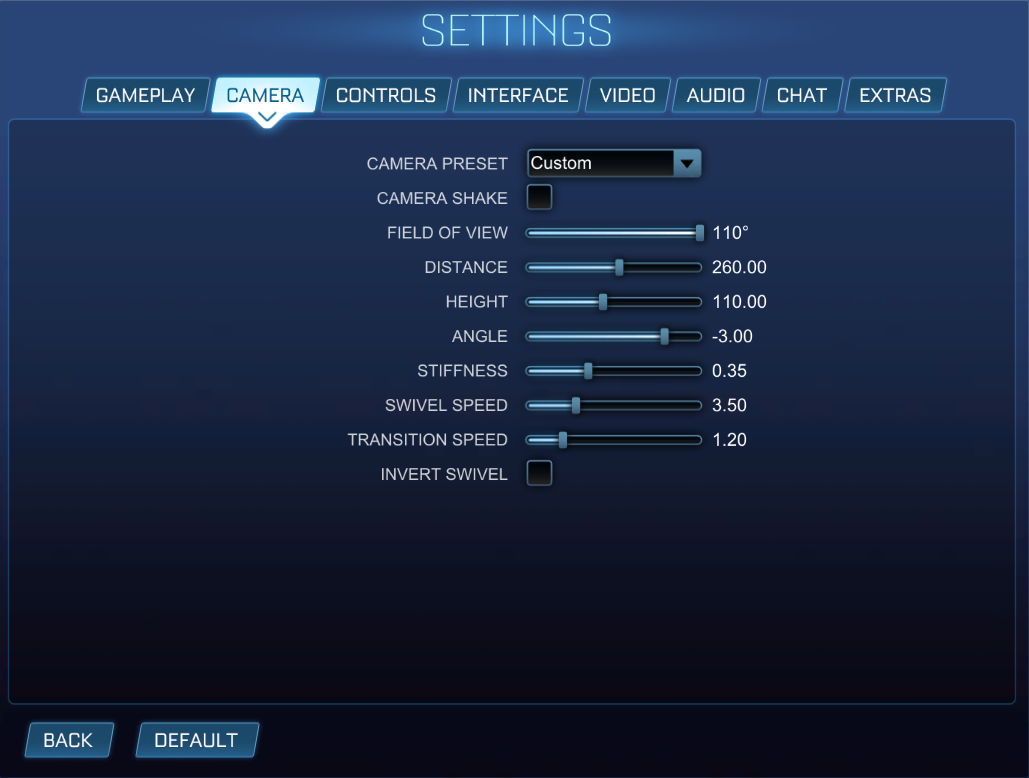 SETTINGS
GAMEPLAY CAMERA CONTROLS INTERFACE VIDEO AUDIO CHAT EXTRAS
CAMERA PRESET Custom
CAMERA SHAKE
FIELD OF VIEW 110°
DISTANCE 260.00
HEIGHT 110.00
ANGLE -3.00
STIFFNESS 0.35
SWIVEL SPEED 3.50
TRANSITION SPEED 1.20
INVERT SWIVEL
BACK DEFAULT